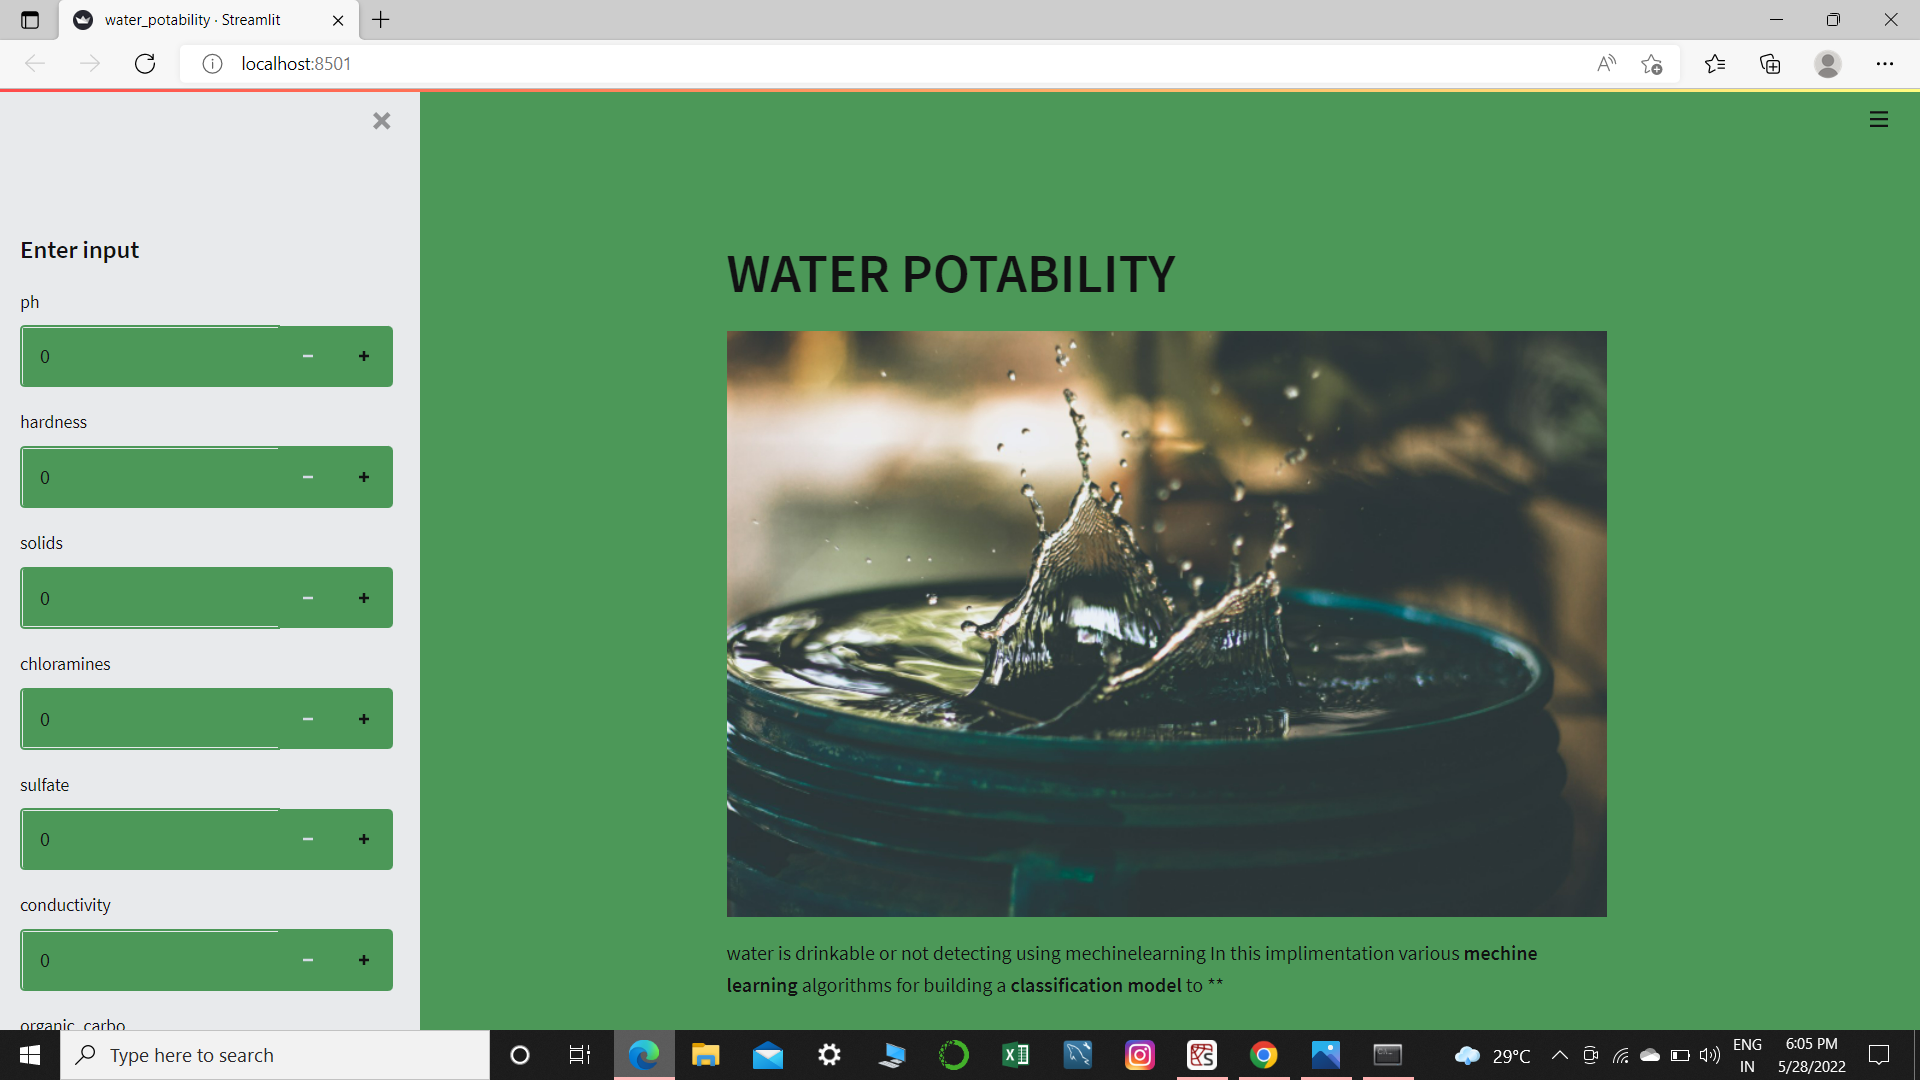 water_potability · Streamlit
localhost:8501
Enter input
ph
0
hardness
0
solids
0
chloramines
0
sulfate
0
conductivity
0
organic_carbo
WATER POTABILITY
water is drinkable or not detecting using mechinelearning In this implimentation various mechine
learning algorithms for building a classification model to **
Type here to search
29°C
ENG
IN
6:05 PM
5/28/2022